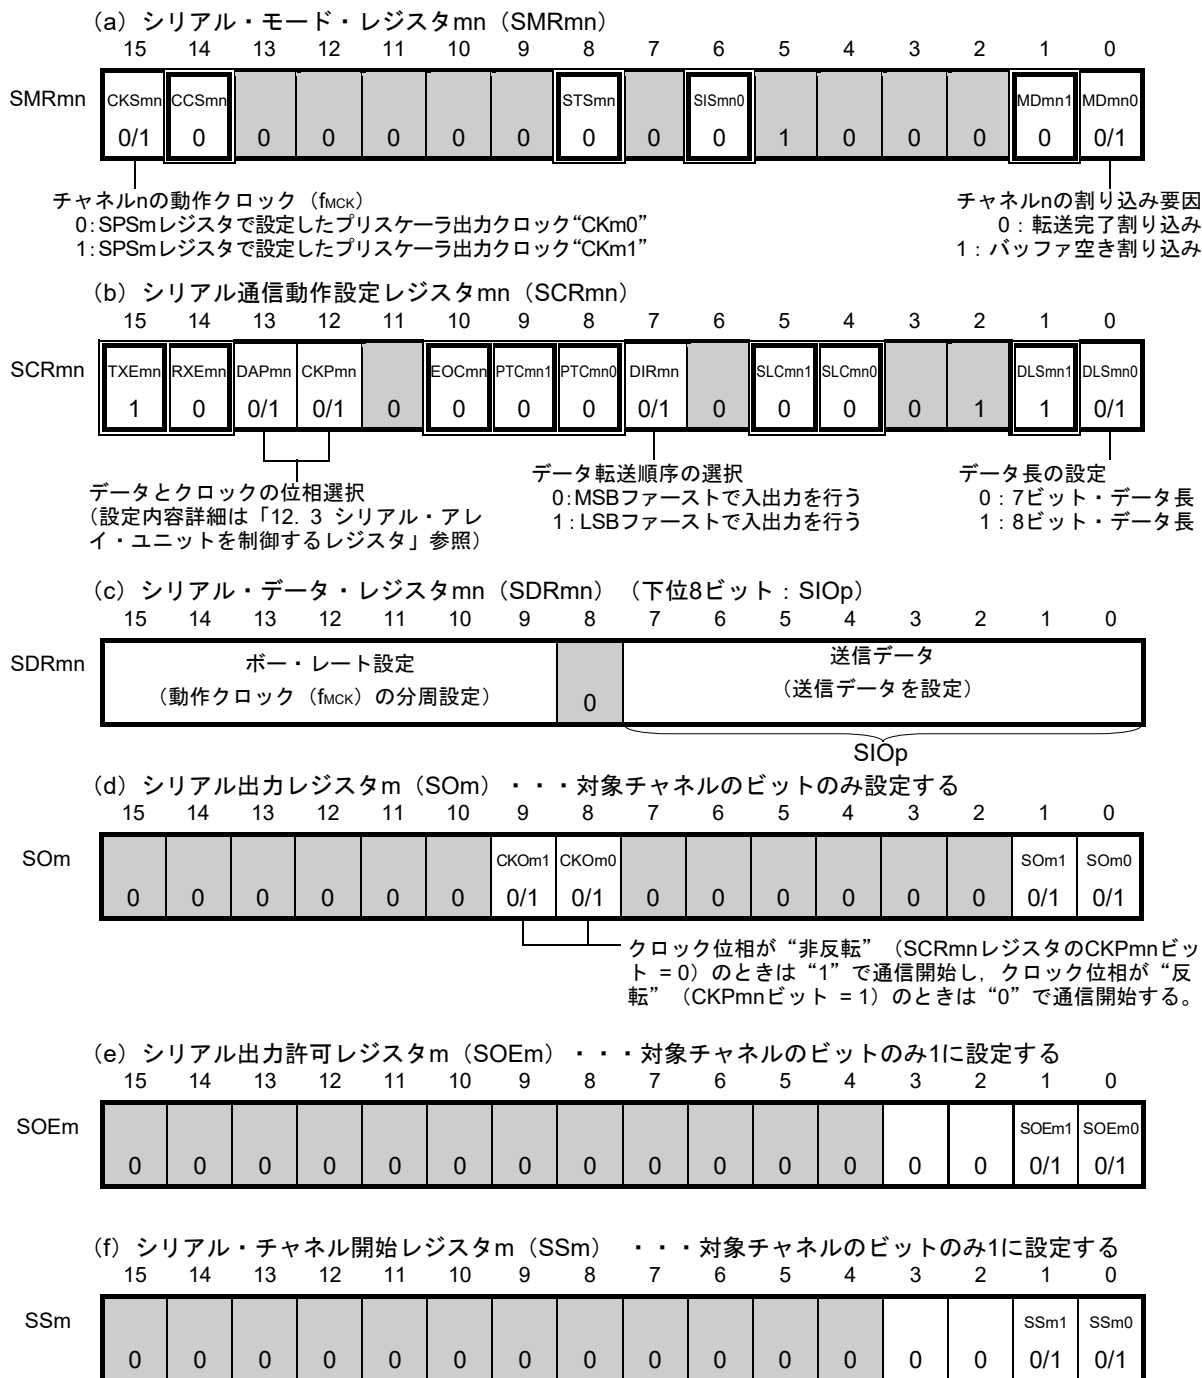 (a) シリアル・モード・レジスタmn (SMRmn)
15 14 13 12 11 10 9 8 7 6 5 4 3 2 1 0
SMRmn CKSmn CCSmn STSmn SISmn0 MDmn1 MDmn0
0/1 0 0 0 0 0 0 0 0 0 1 0 0 0 0 0/1
チャネルnの動作クロック (fMCK)
0:SPSmレジスタで設定したプリスケーラ出力クロック“CKm0”
1:SPSmレジスタで設定したプリスケーラ出力クロック“CKm1”
チャネルnの割り込み要因
0:転送完了割り込み
1:バッファ空き割り込み
(b) シリアル通信動作設定レジスタmn (SCRmn)
15 14 13 12 11 10 9 8 7 6 5 4 3 2 1 0
SCRmn TXEmn RXEmn DAPmn CKPmn EOCmn PTCmn1 PTCmn0 DIRmn SLCmn1 SLCmn0 DLSmn1 DLSmn0
1 0 0/1 0/1 0 0 0 0 0/1 0 0 0 0 1 1 0/1
データとクロックの位相選択
(設定内容詳細は「12. 3 シリアル・アレ
イ・ユニットを制御するレジスタ」参照)
データ転送順序の選択
0:MSBファーストで入出力を行う
1:LSBファーストで入出力を行う
データ長の設定
0:7ビット・データ長
1:8ビット・データ長
(c) シリアル・データ・レジスタmn (SDRmn) (下位8ビット:SIOp)
15 14 13 12 11 10 9 8 7 6 5 4 3 2 1 0
SDRmn ボー・レート設定 送信データ
(動作クロック (fMCK) の分周設定) 0 (送信データを設定)
SIOp
(d) シリアル出力レジスタm (SOm) ・・・対象チャネルのビットのみ設定する
15 14 13 12 11 10 9 8 7 6 5 4 3 2 1 0
SOm CKOm1 CKOm0 SOm1 SOm0
0 0 0 0 0 0 0/1 0/1 0 0 0 0 0 0 0/1 0/1
クロック位相が“非反転” (SCRmnレジスタのCKPmnビッ
ト = 0) のときは“1”で通信開始し,クロック位相が“反
転” (CKPmnビット = 1) のときは“0”で通信開始する。
(e) シリアル出力許可レジスタm (SOEm) ・・・対象チャネルのビットのみ1に設定する
15 14 13 12 11 10 9 8 7 6 5 4 3 2 1 0
SOEm SOEm1 SOEm0
0 0 0 0 0 0 0 0 0 0 0 0 0 0 0/1 0/1
(f) シリアル・チャネル開始レジスタm (SSm) ・・・対象チャネルのビットのみ1に設定する
15 14 13 12 11 10 9 8 7 6 5 4 3 2 1 0
SSm SSm1 SSm0
0 0 0 0 0 0 0 0 0 0 0 0 0 0 0/1 0/1